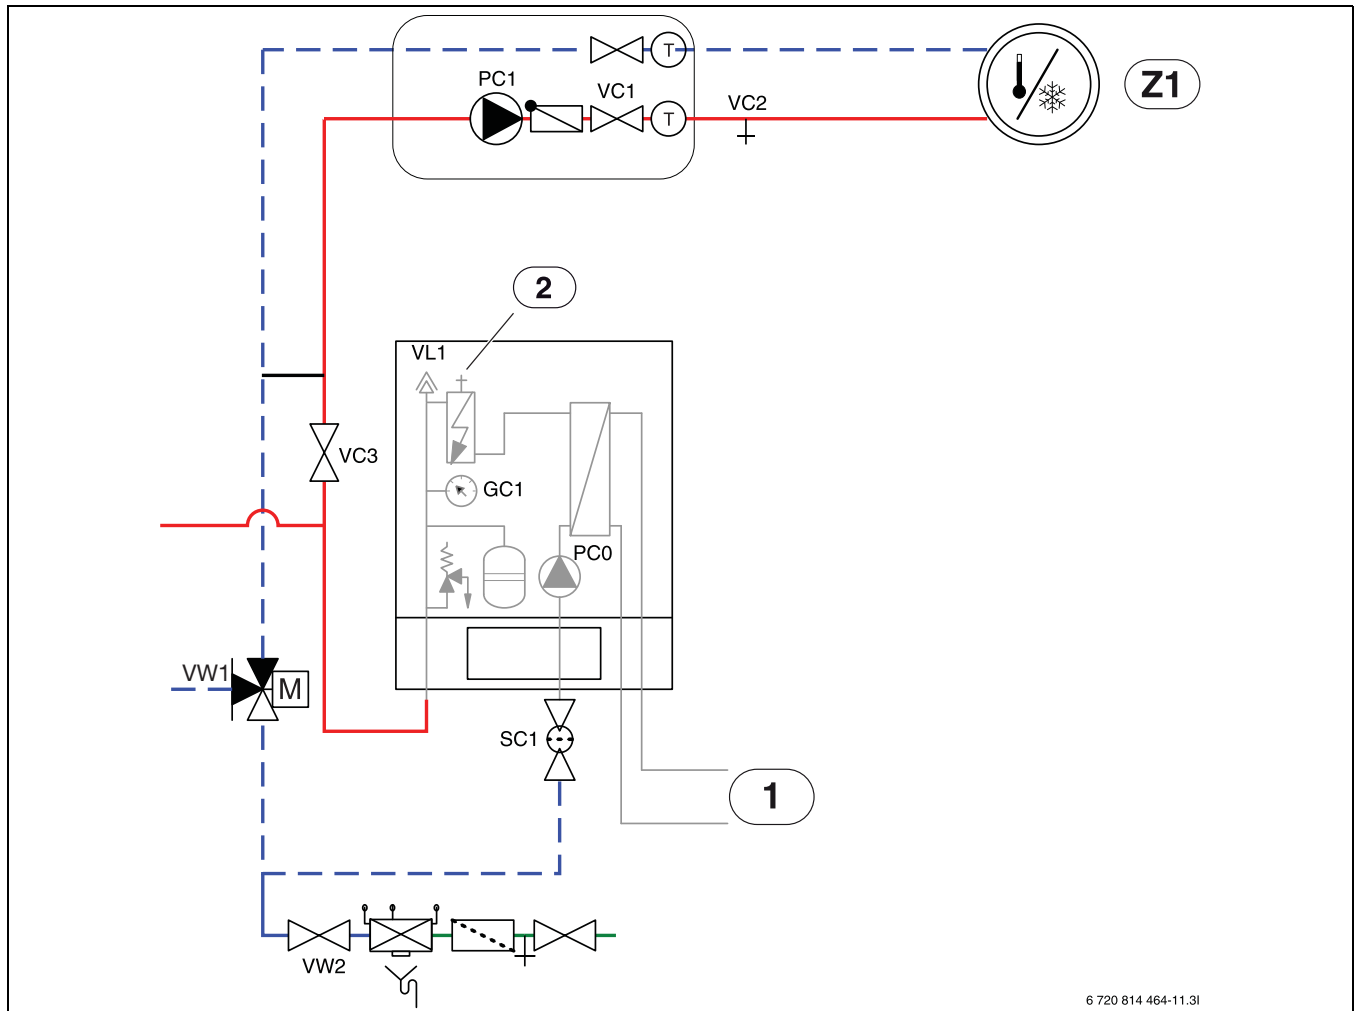 T
PC1
VC1
T
VC2
Z1
2
VL1
VC3
GC1
PC0
VW1
M
SC1
1
VW2
6 720 814 464-11.3I